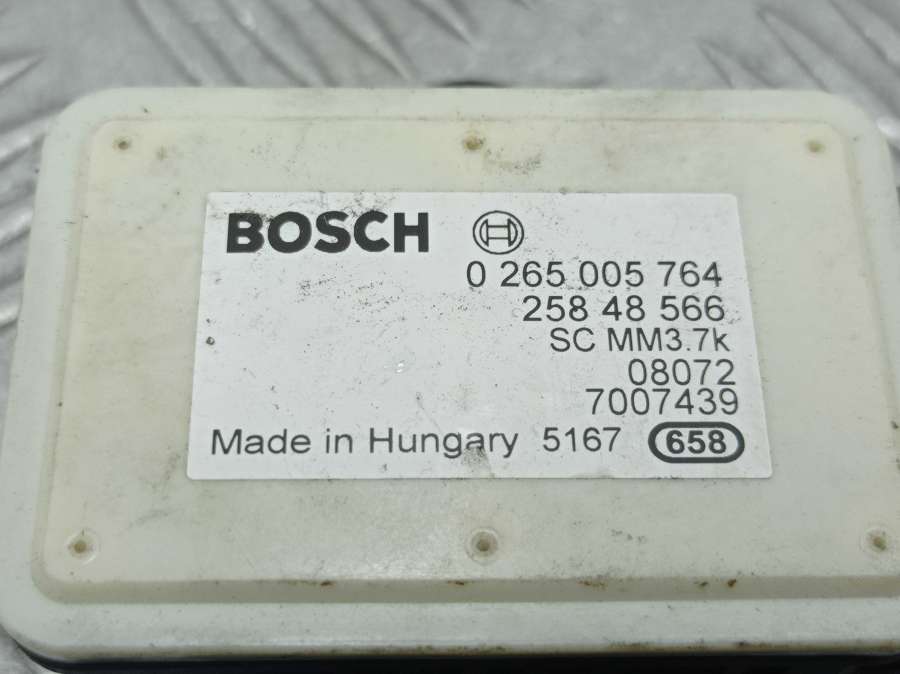 BOSCH
0 265 005 764
258 48 566
SC MM3.7k
08072
7007439
Made in Hungary 5167 658